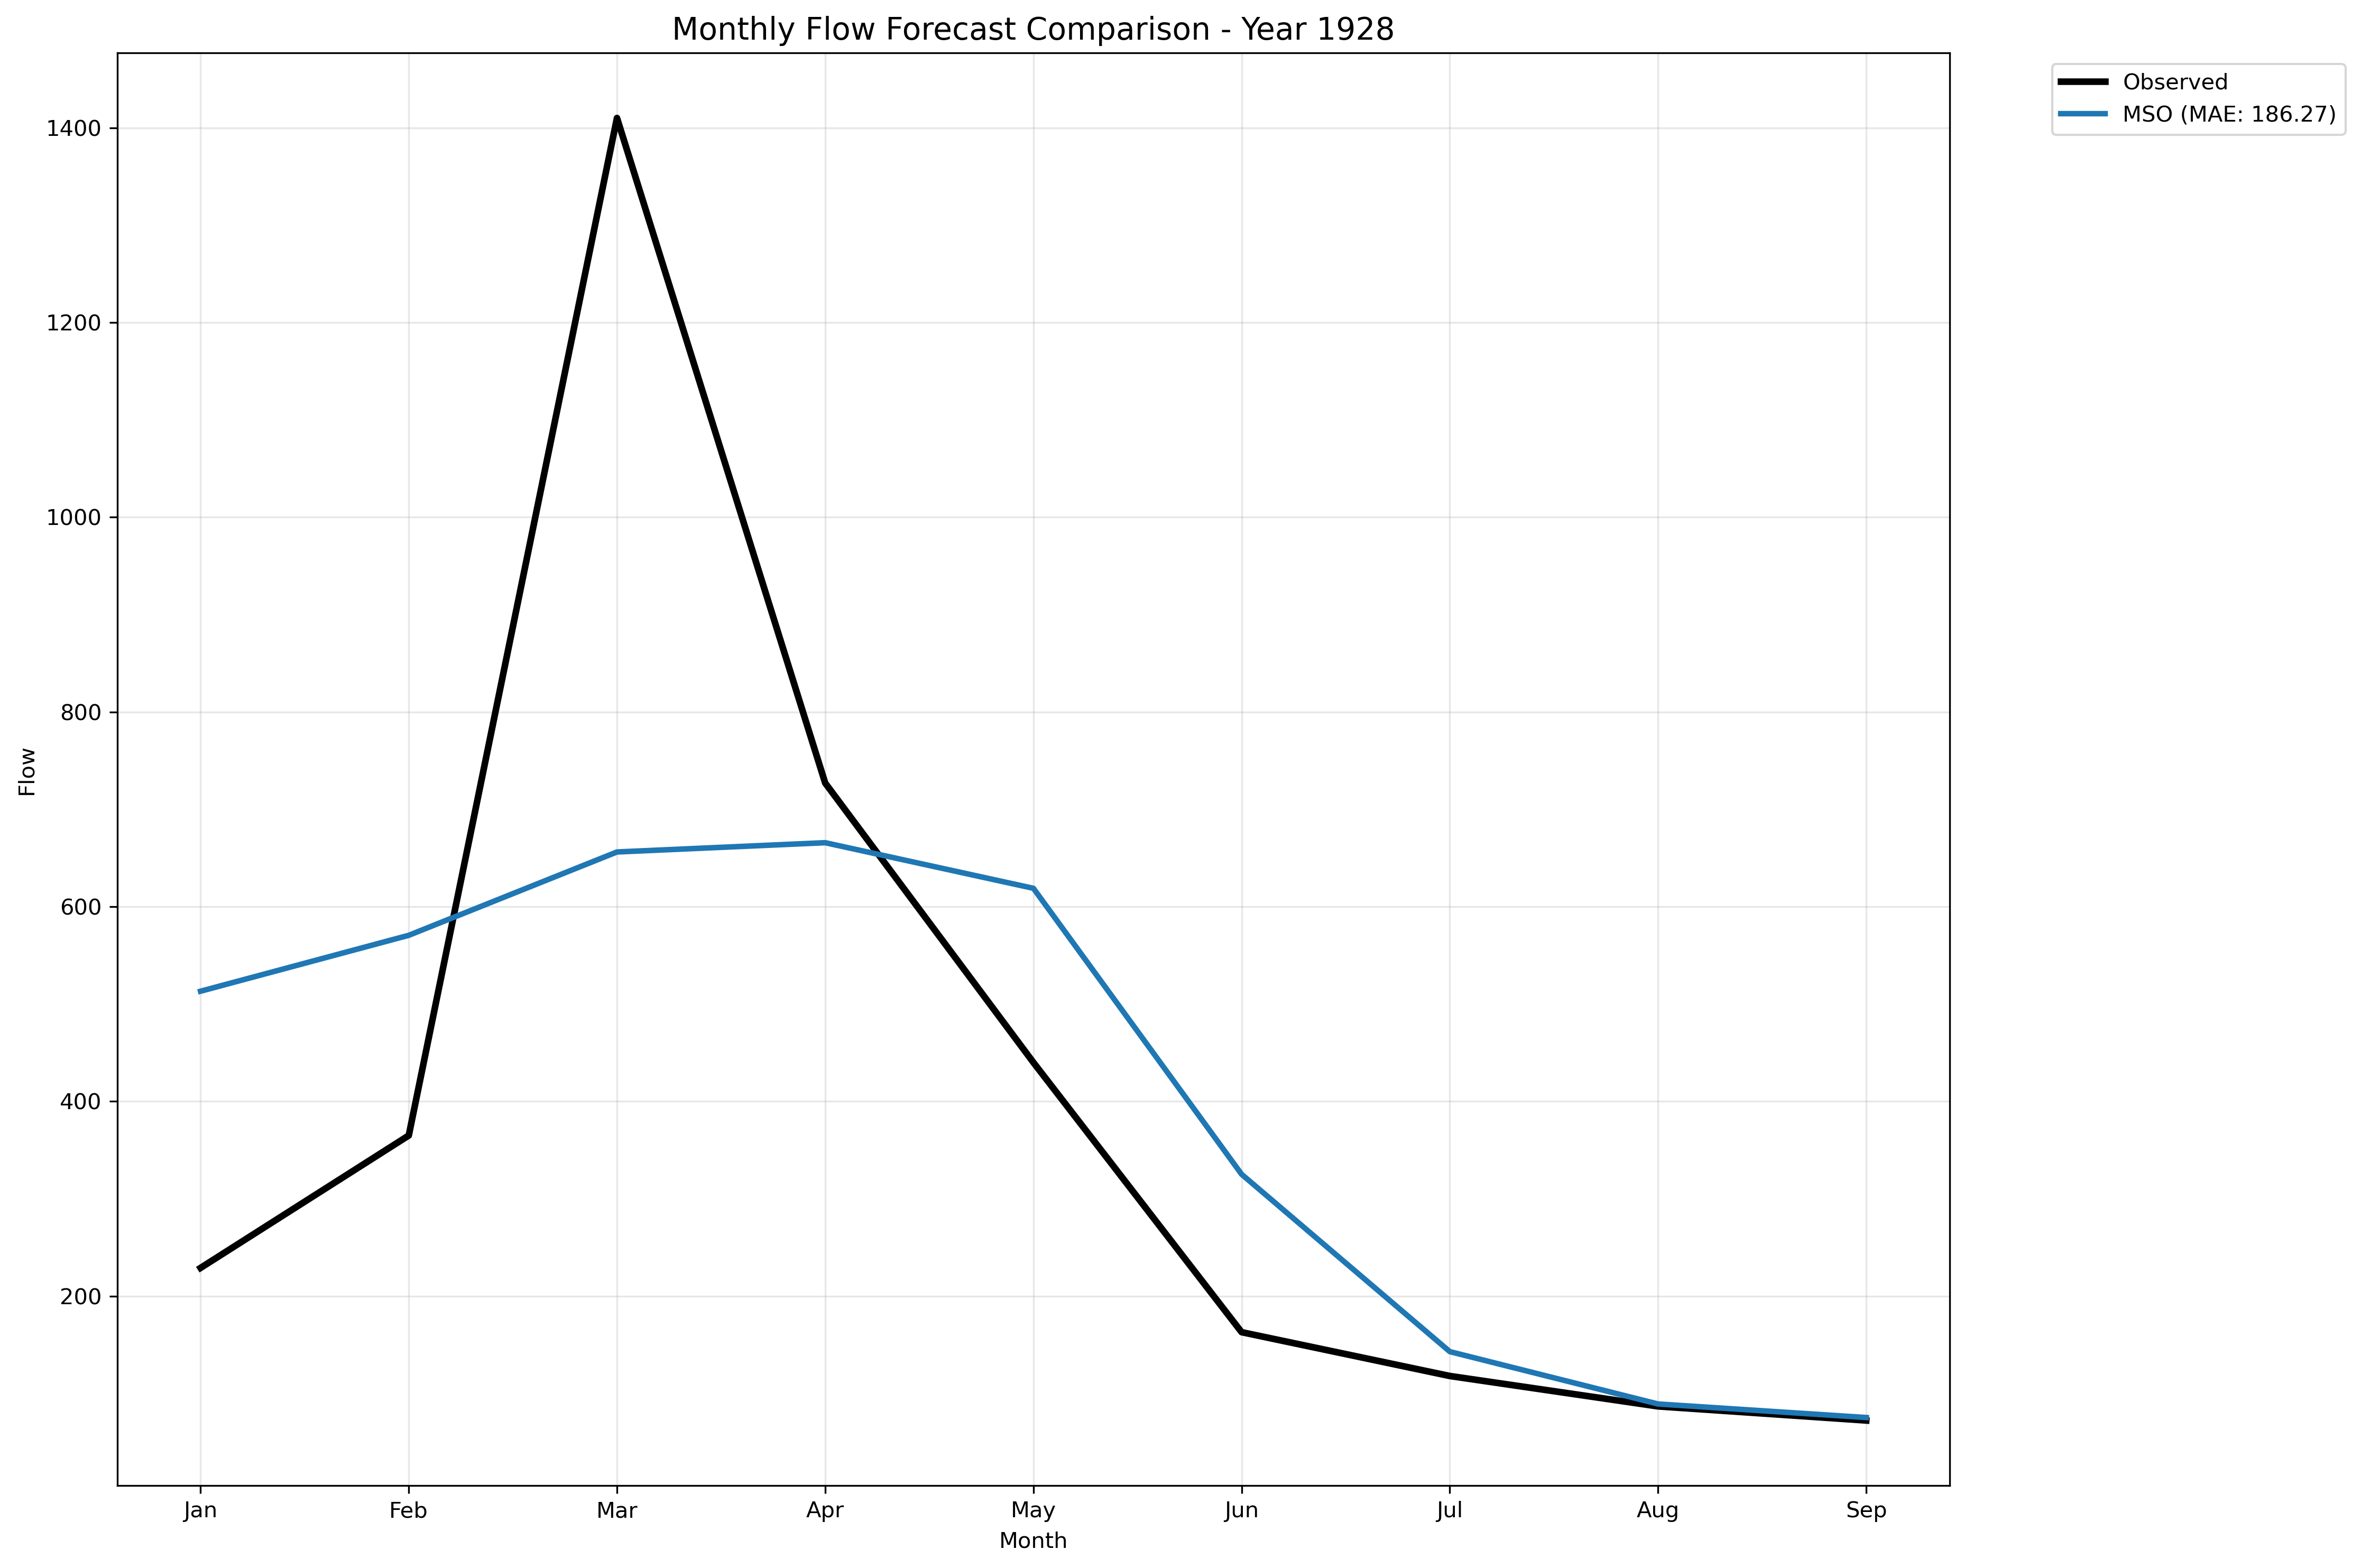 Monthly Flow Forecast Comparison - Year 1928
Observed
MSO (MAE: 186.27)
1400
1200
1000
800
600
400
200
Flow
Jan Feb Mar Apr May Jun Jul Aug Sep
Month